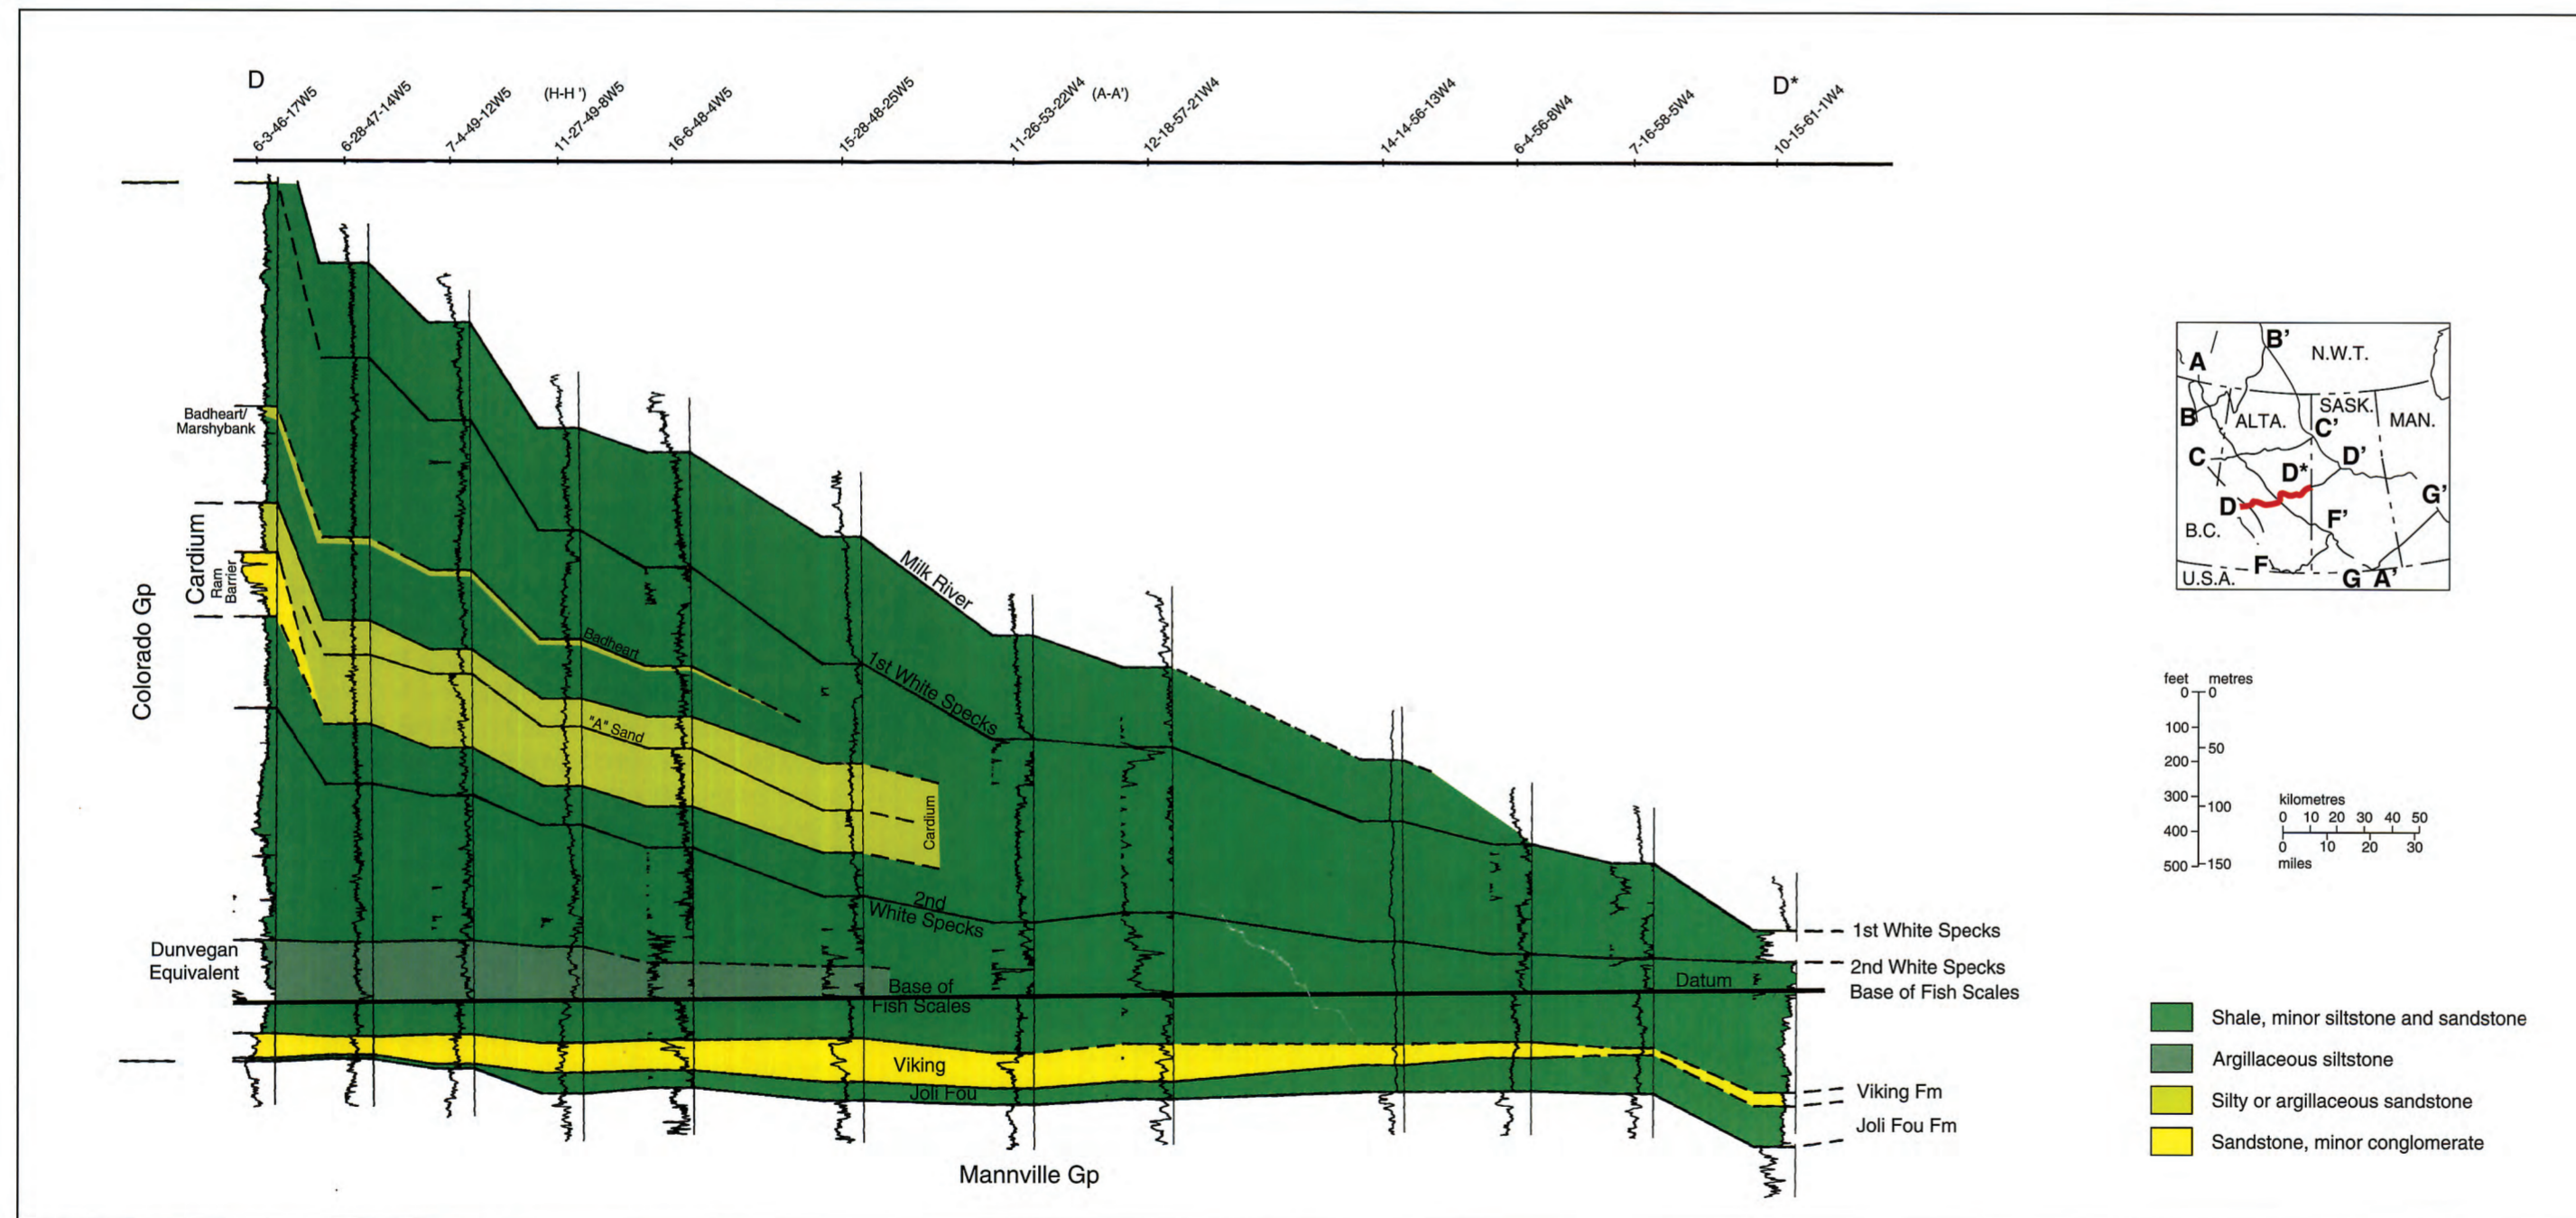 D
D*
6-3-46-17W5
6-28-47-14W5
7-4-49-12W5
(H-H ')
11-27-49-8W5
16-6-48-4W5
15-28-48-25W5
11-26-53-22W4
(A-A')
12-18-57-21W4
14-14-56-13W4
6-4-56-8W4
7-16-58-5W4
10-15-61-1W4
Colorado Gp
Badheart/
Marshybank
Cardium
Ram
Barrier
Dunvegan
Equivalent
Milk River
1st White Specks
Badheart
"A" Sand
Cardium
2nd
White Specks
Base of
Fish Scales
Datum
Viking
Joli Fou
Mannville Gp
1st White Specks
2nd White Specks
Base of Fish Scales
Viking Fm
Joli Fou Fm
B'
N.W.T.
A
B
ALTA.
SASK.
MAN.
C'
C
D'
D*
D
G'
F'
B.C.
F
G
A'
U.S.A.
feet
metres
0
0
100
50
200
300
100
400
500
150
kilometres
0 10 20 30 40 50
0 10 20 30
miles
Shale, minor siltstone and sandstone
Argillaceous siltstone
Silty or argillaceous sandstone
Sandstone, minor conglomerate